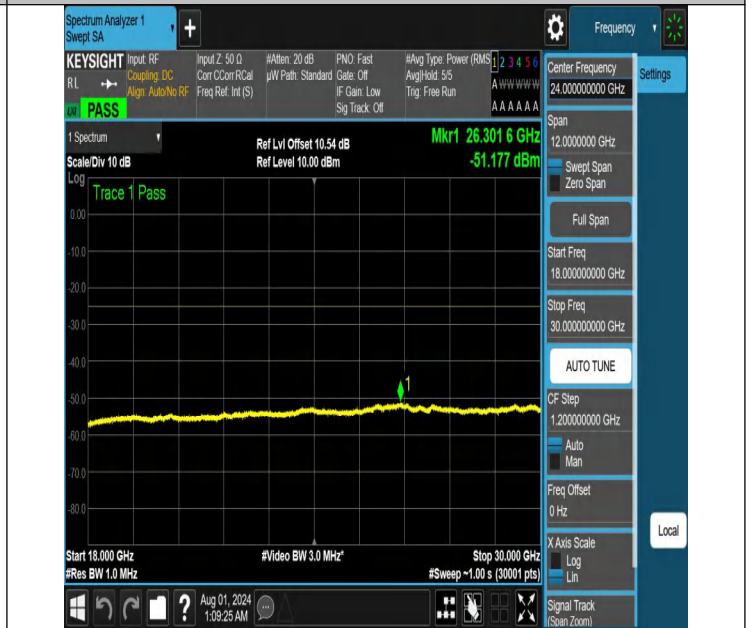 Spectrum Analyzer 1
Swept SA
+
Frequency
KEYSIGHT Input: RF Input Z: 50 Ω #Atten: 20 dB PNO: Fast #Avg Type: Power (RMS 1 2 3 4 5 6
RL Coupling: DC Corr CCorr RCal µW Path: Standard Gate: Off Avg|Hold: 5/5 A W W W W W
Align: Auto/No RF Freq Ref: Int (S) IF Gain: Low Trig: Free Run
Sig Track: Off A A A A A A
PASS
1 Spectrum
Scale/Div 10 dB
Ref Lvl Offset 10.54 dB
Ref Level 10.00 dBm
Mkr1 26.301 6 GHz
-51.177 dBm
Log
Trace 1 Pass
0.00
-10.0
-20.0
-30.0
-40.0
-50.0
-60.0
-70.0
-80.0
1
Start 18.000 GHz #Video BW 3.0 MHz* Stop 30.000 GHz
#Res BW 1.0 MHz #Sweep ~1.00 s (30001 pts)
Center Frequency
24.000000000 GHz
Settings
Span
12.0000000 GHz
Swept Span
Zero Span
Full Span
Start Freq
18.000000000 GHz
Stop Freq
30.000000000 GHz
AUTO TUNE
CF Step
1.200000000 GHz
Auto
Man
Freq Offset
0 Hz
X Axis Scale
Log
Lin
Local
Signal Track
(Span Zoom)
?
Aug 01, 2024
1:09:25 AM